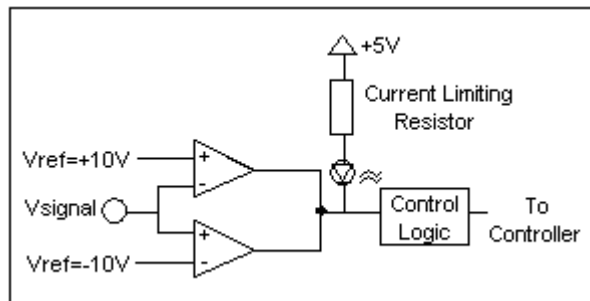 +5V
Current Limiting
Resistor
Vref=+10V
+
-
Vsignal
+
-
Vref=-10V
Control
Logic
To
Controller